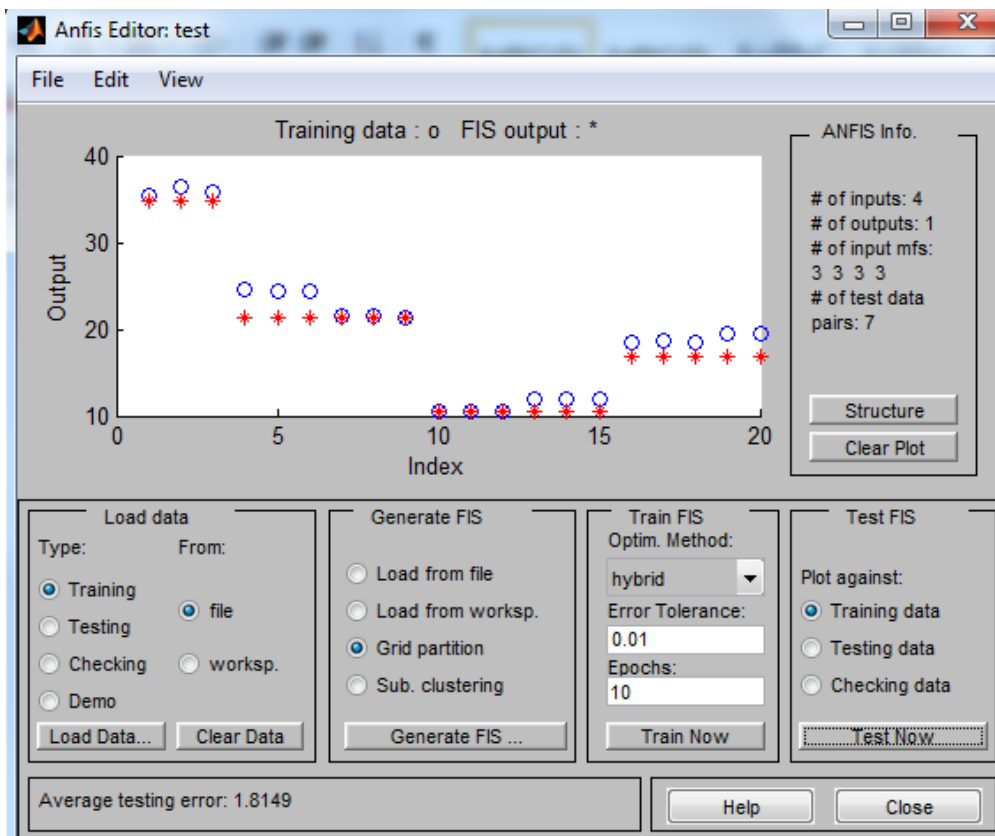 Anfis Editor: test
File Edit View
Training data : o FIS output : *
40
30
20
10
Output
0 5 10 15 20
Index
ANFIS Info.
# of inputs: 4
# of outputs: 1
# of input mfs:
3 3 3 3
# of test data
pairs: 7
Structure
Clear Plot
Load data
Type: From:
Training
Testing
Checking
Demo
file
worksp.
Load Data... Clear Data
Generate FIS
Load from file
Load from worksp.
Grid partition
Sub. clustering
Generate FIS ...
Train FIS
Optim. Method:
hybrid
Error Tolerance:
0.01
Epochs:
10
Train Now
Test FIS
Plot against:
Training data
Testing data
Checking data
Test Now
Average testing error: 1.8149
Help Close